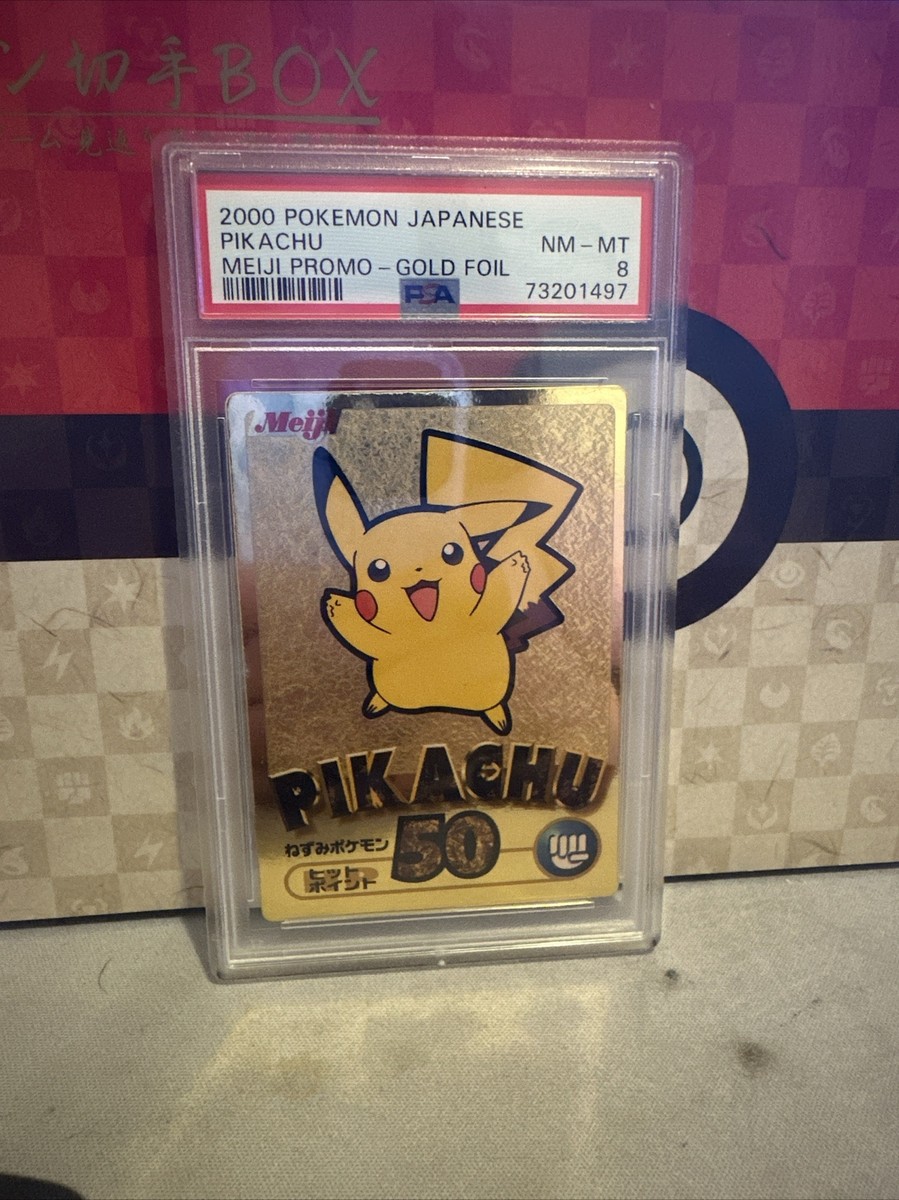 ン切手BOX
2000 POKEMON JAPANESE
PIKACHU NM - MT
MEIJI PROMO - GOLD FOIL 8
PSA 73201497
Meiji
PIKACHU
ねずみポケモン 50
ヒット
ポイント